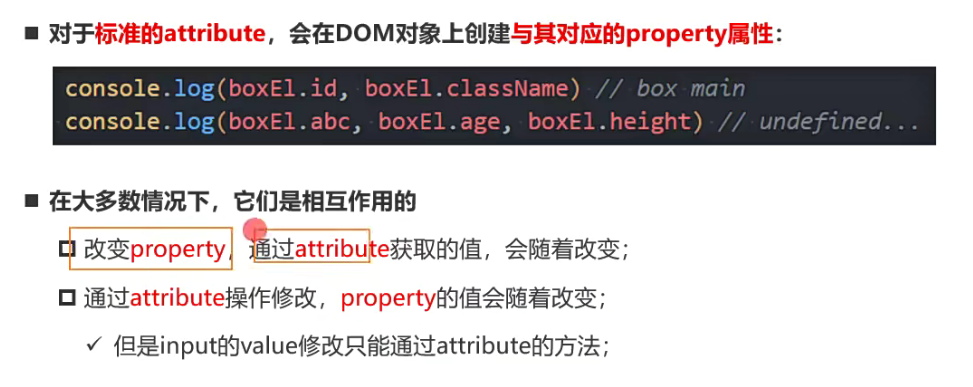 对于标准的attribute，会在DOM对象上创建与其对应的property属性：
console.log(boxEl.id, boxEl.className) // box main
console.log(boxEl.abc, boxEl.age, boxEl.height) // undefined...
在大多数情况下，它们是相互作用的
改变property，通过attribute获取的值，会随着改变；
通过attribute操作修改，property的值会随着改变；
但是input的value修改只能通过attribute的方法；